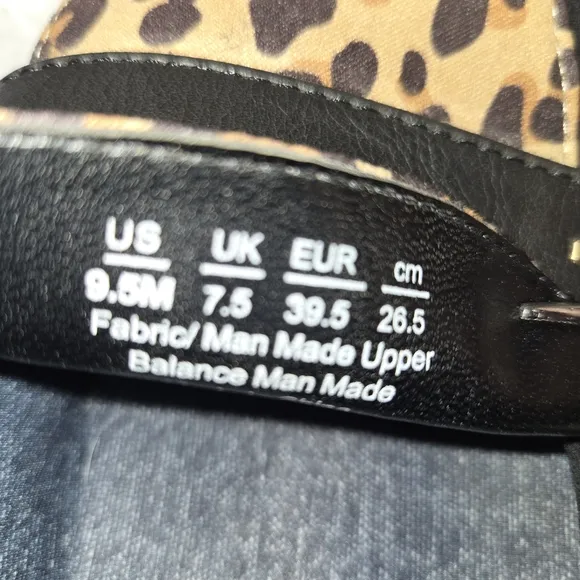 US UK EUR cm
9.5M 7.5 39.5 26.5
Fabric/ Man Made Upper
Balance Man Made